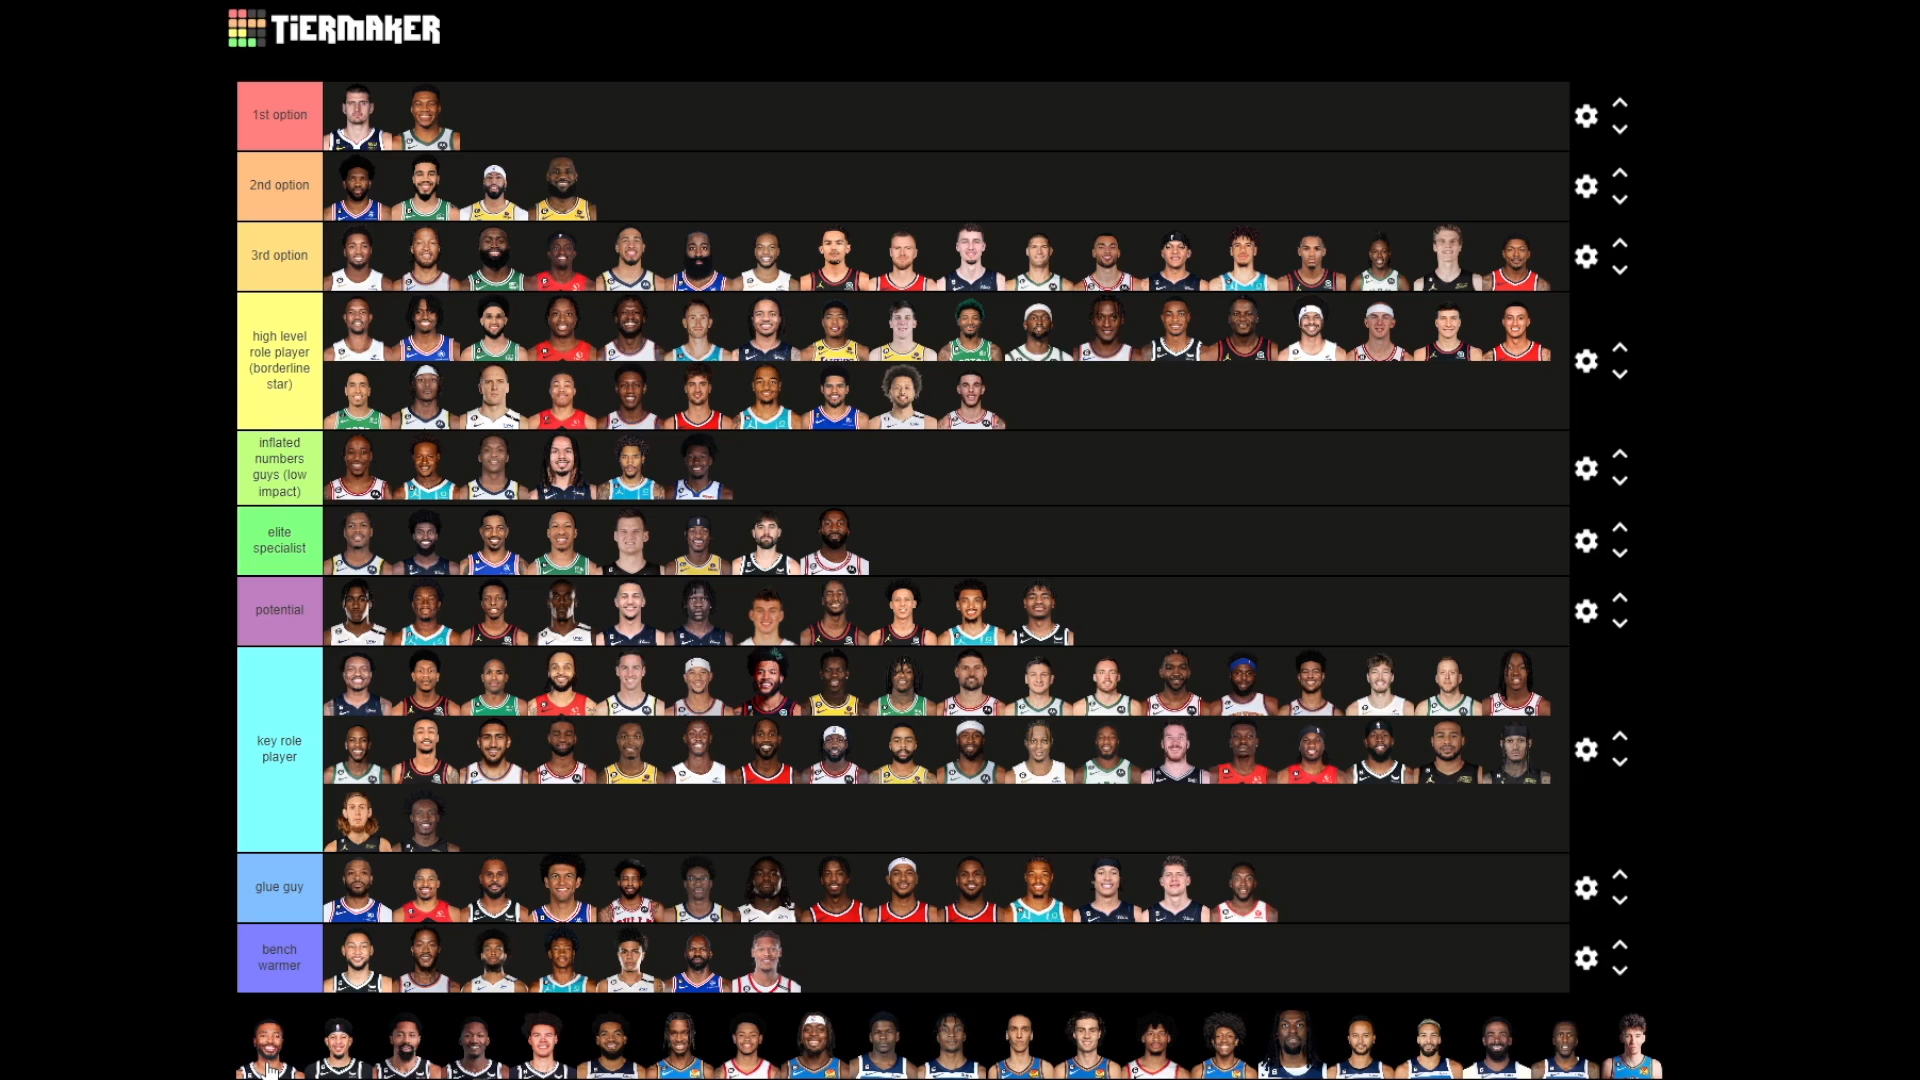 TiERMAKER
1st option
2nd option
3rd option
high level
role player
(borderline
star)
inflated
numbers
guys (low
impact)
elite
specialist
potential
key role
player
glue guy
bench
warmer